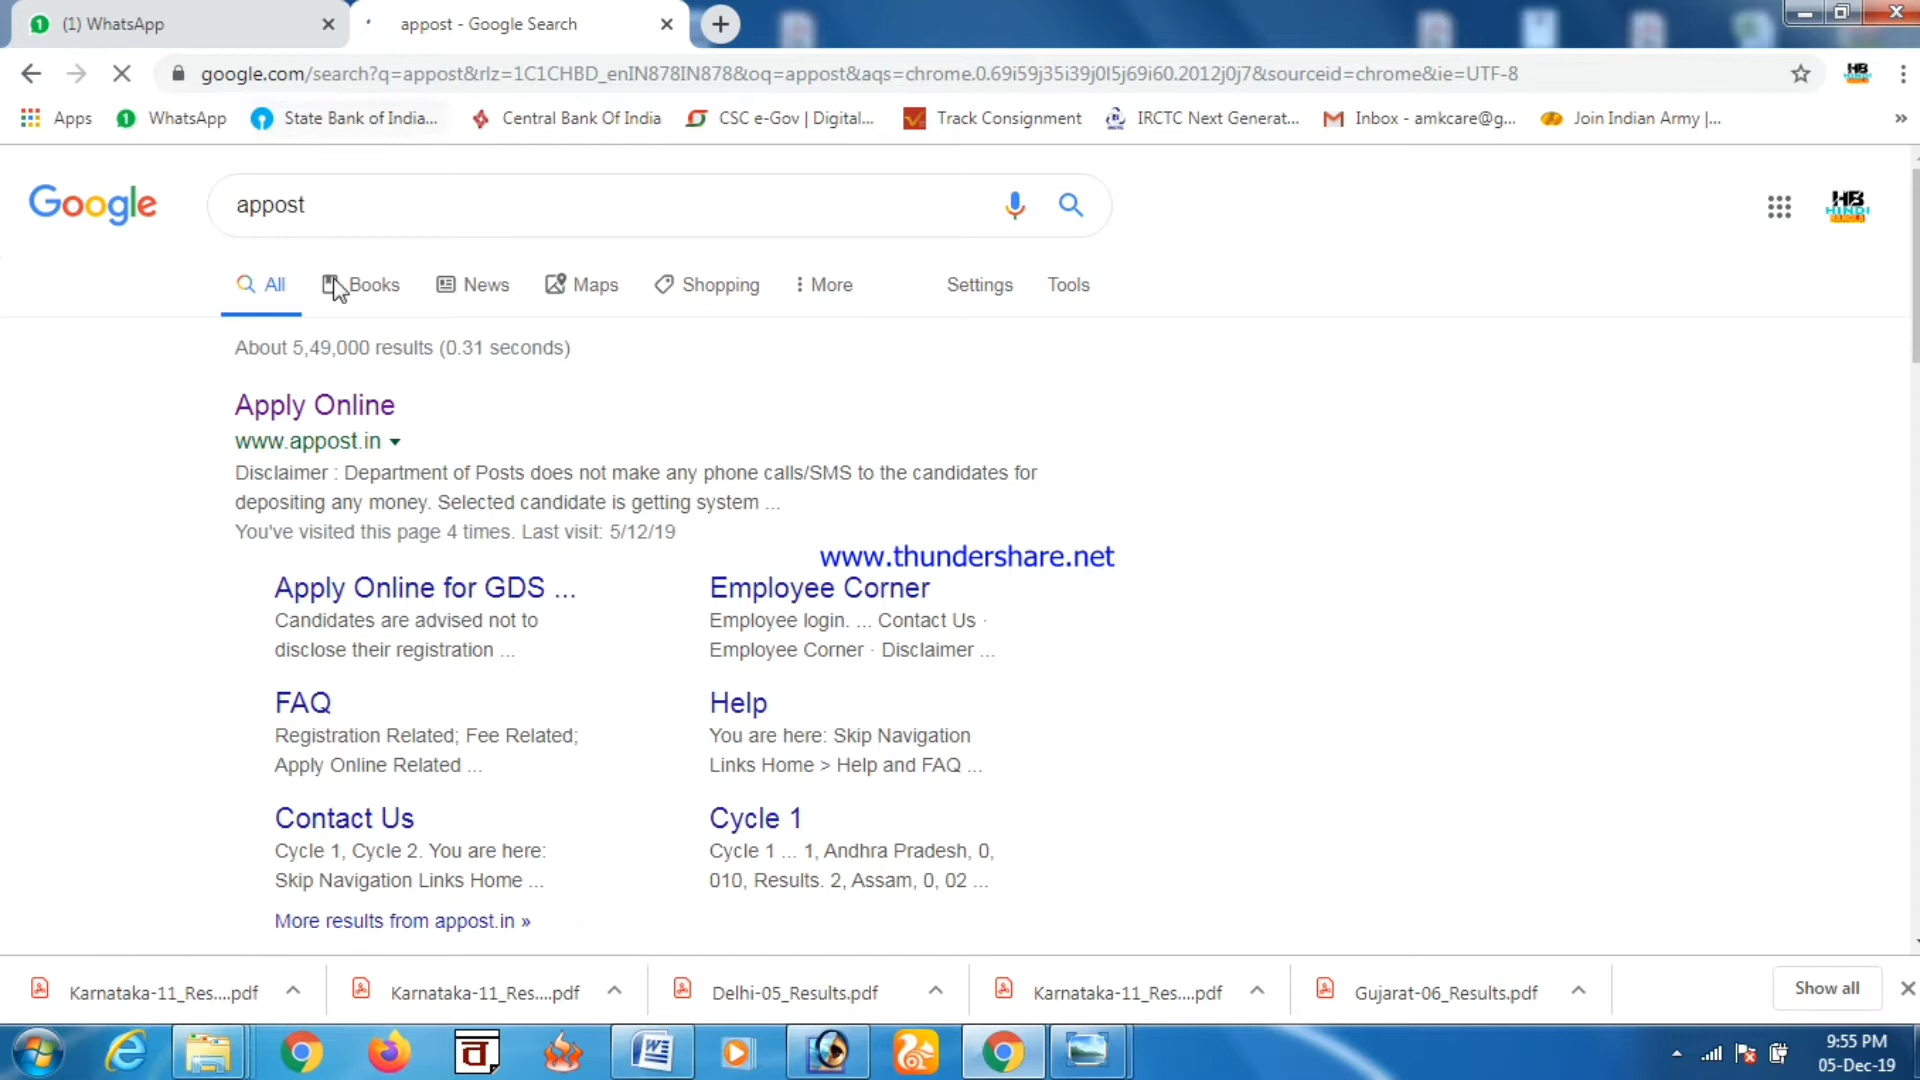 (1) WhatsApp
appost - Google Search
google.com/search?q=appost&rlz=1C1CHBD_enIN878IN878&oq=appost&aqs=chrome.0.69i59j35i39j0l5j69i60.2012j0j7&sourceid=chrome&ie=UTF-8
HB
HINDI
Apps
WhatsApp
State Bank of India...
Central Bank Of India
CSC e-Gov | Digital...
Track Consignment
IRCTC Next Generat...
Inbox - amkcare@g...
Join Indian Army |...
Google
appost
HB
HINDI
BANGLA
All
Books
News
Maps
Shopping
More
Settings
Tools
About 5,49,000 results (0.31 seconds)
Apply Online
www.appost.in
Disclaimer : Department of Posts does not make any phone calls/SMS to the candidates for
depositing any money. Selected candidate is getting system ...
You've visited this page 4 times. Last visit: 5/12/19
www.thundershare.net
Apply Online for GDS ...
Candidates are advised not to
disclose their registration ...
Employee Corner
Employee login. ... Contact Us ·
Employee Corner · Disclaimer ...
FAQ
Registration Related; Fee Related;
Apply Online Related ...
Help
You are here: Skip Navigation
Links Home > Help and FAQ ...
Contact Us
Cycle 1, Cycle 2. You are here:
Skip Navigation Links Home ...
Cycle 1
Cycle 1 ... 1, Andhra Pradesh, 0,
010, Results. 2, Assam, 0, 02 ...
More results from appost.in »
Karnataka-11_Res....pdf
Karnataka-11_Res....pdf
Delhi-05_Results.pdf
Karnataka-11_Res....pdf
Gujarat-06_Results.pdf
Show all
9:55 PM
05-Dec-19